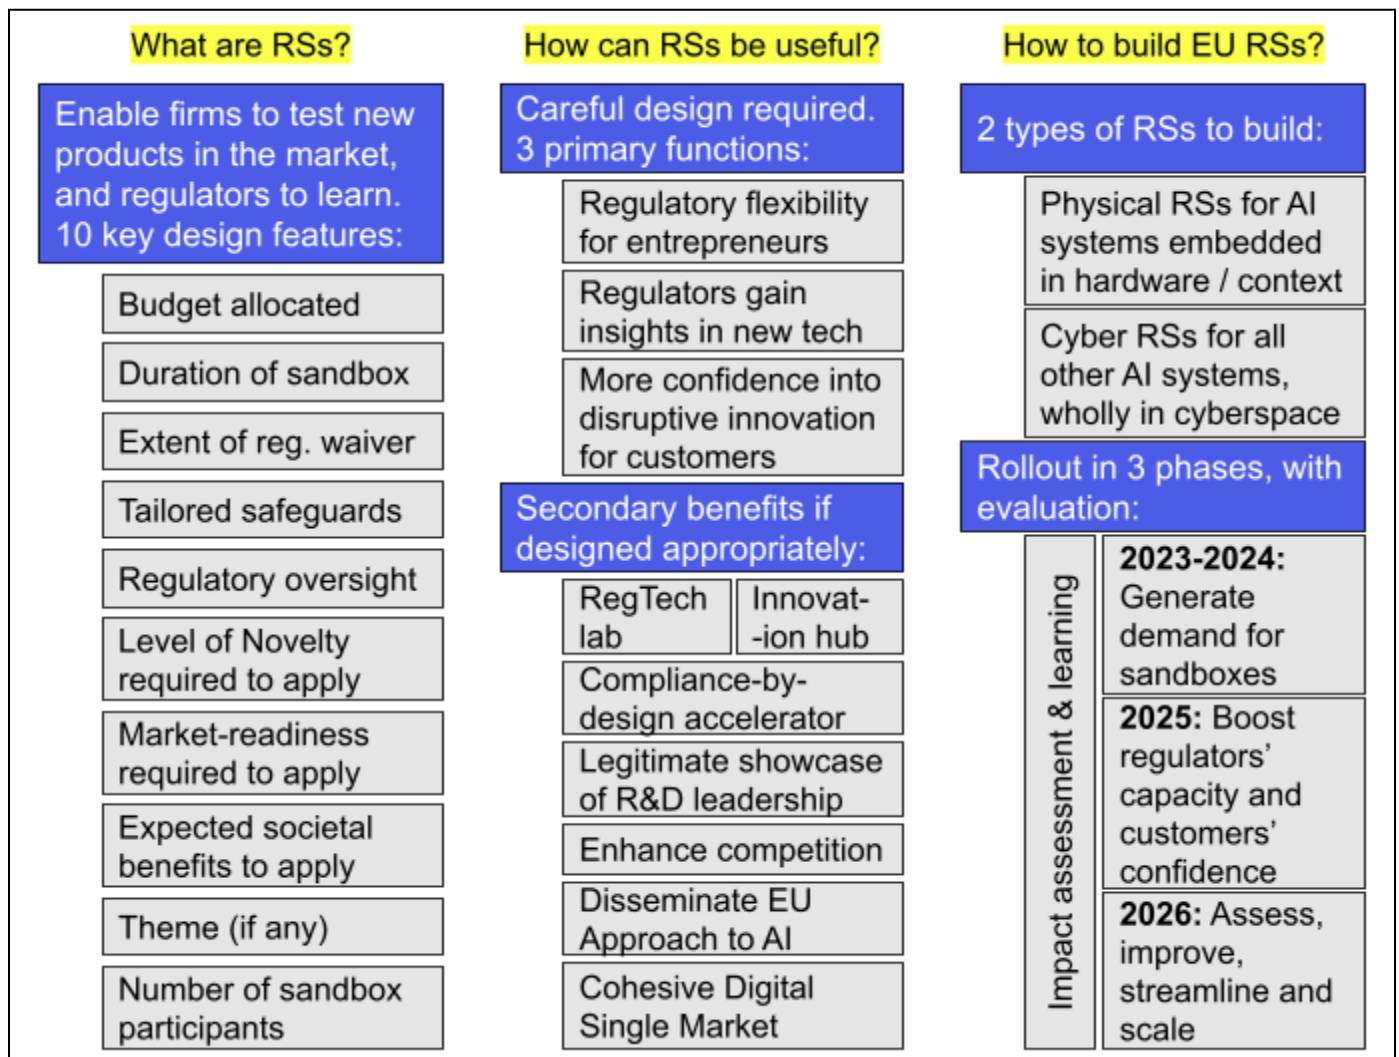 What are RSs?
Enable firms to test new
products in the market,
and regulators to learn.
10 key design features:
Budget allocated
Duration of sandbox
Extent of reg. waiver
Tailored safeguards
Regulatory oversight
Level of Novelty
required to apply
Market-readiness
required to apply
Expected societal
benefits to apply
Theme (if any)
Number of sandbox
participants
How can RSs be useful?
Careful design required.
3 primary functions:
Regulatory flexibility
for entrepreneurs
Regulators gain
insights in new tech
More confidence into
disruptive innovation
for customers
Secondary benefits if
designed appropriately:
RegTech
lab
Innovat-
-ion hub
Compliance-by-
design accelerator
Legitimate showcase
of R&D leadership
Enhance competition
Disseminate EU
Approach to AI
Cohesive Digital
Single Market
How to build EU RSs?
2 types of RSs to build:
Physical RSs for AI
systems embedded
in hardware / context
Cyber RSs for all
other AI systems,
wholly in cyberspace
Rollout in 3 phases, with
evaluation:
Impact assessment & learning
2023-2024:
Generate
demand for
sandboxes
2025: Boost
regulators’
capacity and
customers’
confidence
2026: Assess,
improve,
streamline and
scale